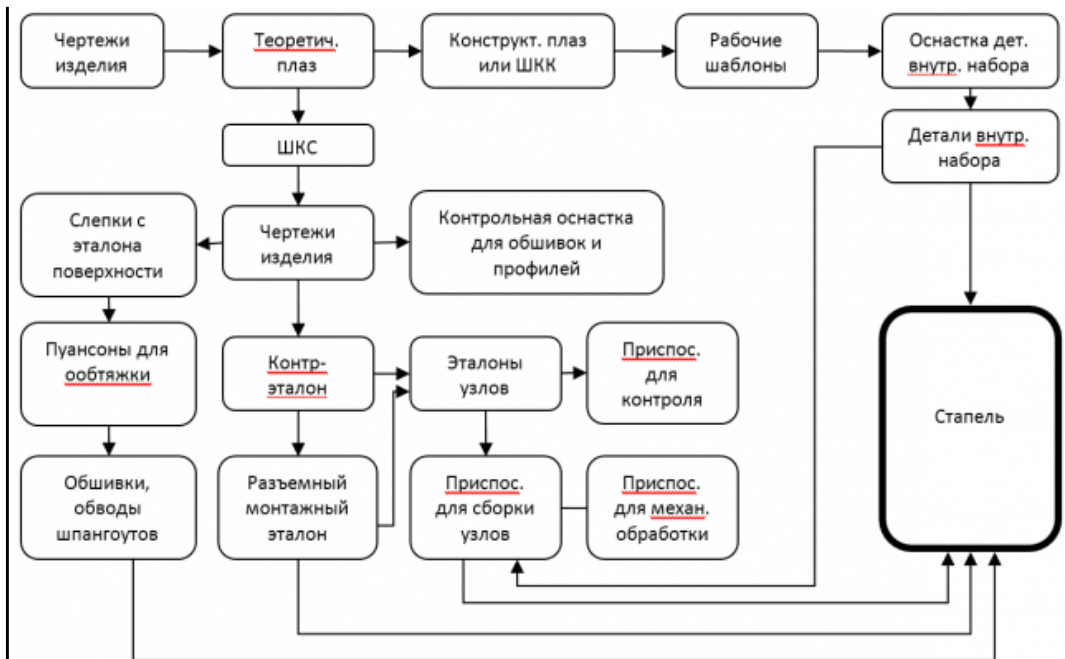 Чертежи
изделия
Теоретич.
плаз
Конструкт. плаз
или ШКК
Рабочие
шаблоны
Оснастка дет.
внутр. набора
ШКС
Детали внутр.
набора
Слепки с
эталона
поверхности
Чертежи
изделия
Контрольная оснастка
для обшивок и
профилей
Пуансоны для
ообтяжки
Контр-
эталон
Эталоны
узлов
Приспос.
для
контроля
Стапель
Обшивки,
обводы
шпангоутов
Разъемный
монтажный
эталон
Приспос.
для сборки
узлов
Приспос.
для механ.
обработки